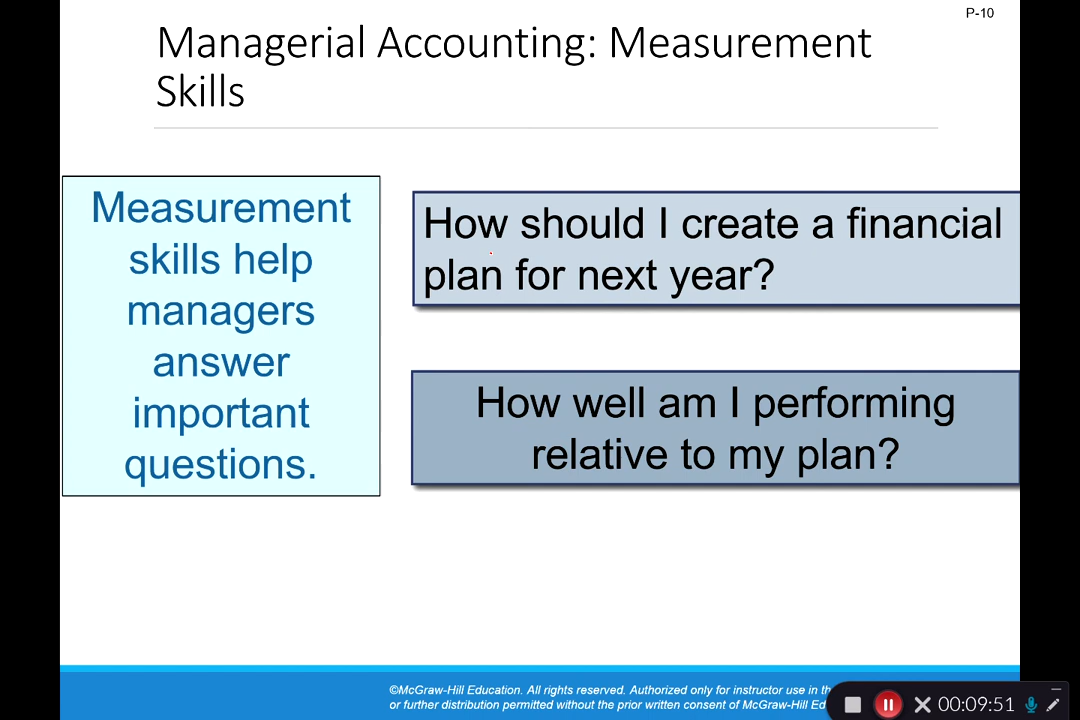 P-10
Managerial Accounting: Measurement
Skills
Measurement
skills help
managers
answer
important
questions.
How should I create a financial
plan for next year?
How well am I performing
relative to my plan?
©McGraw-Hill Education. All rights reserved. Authorized only for instructor use in
or further distribution permitted without the prior written consent of McGraw-Hill
00:09:51